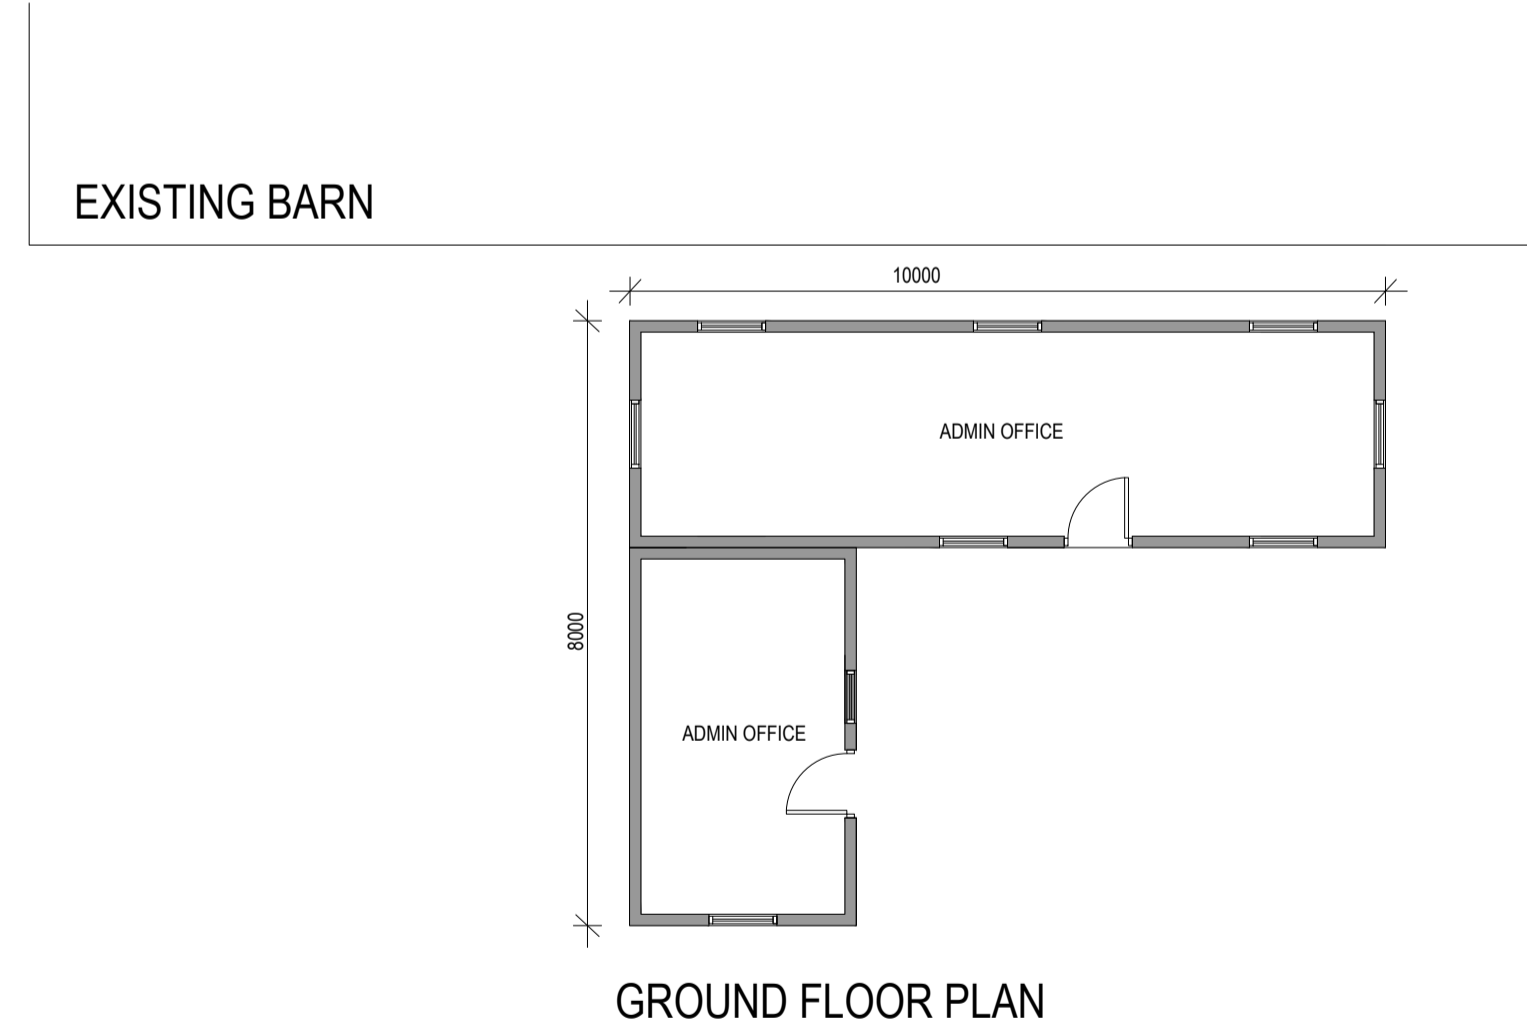 EXISTING BARN
10000
ADMIN OFFICE
8000
ADMIN OFFICE
GROUND FLOOR PLAN